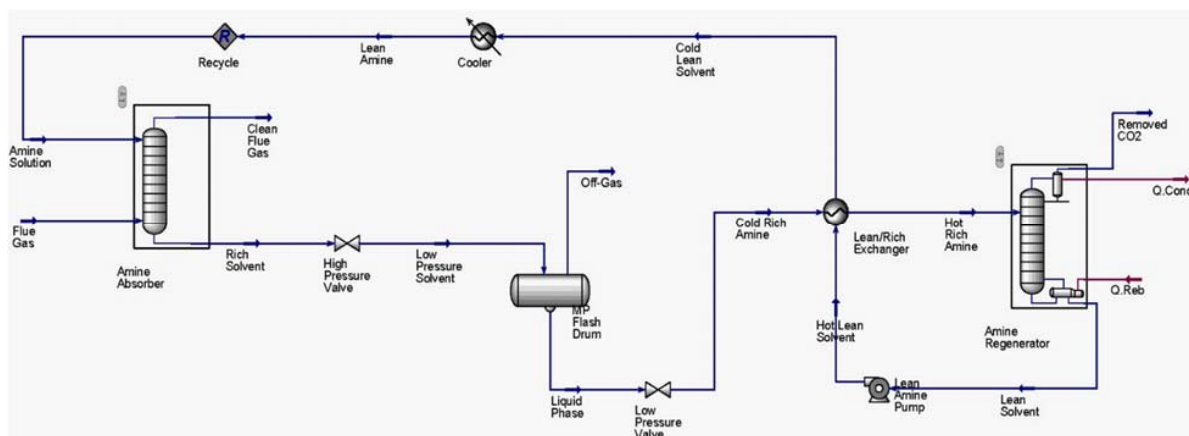 R
Recycle
Lean
Amine
Cooler
Cold
Lean
Solvent
Amine
Solution
Clean
Flue
Gas
Flue
Gas
Amine
Absorber
Rich
Solvent
High
Pressure
Valve
Low
Pressure
Solvent
Off-Gas
MP
Flash
Drum
Liquid
Phase
Low
Pressure
Valve
Cold Rich
Amine
Lean/Rich
Exchanger
Hot
Rich
Amine
Hot Lean
Solvent
Lean
Amine
Pump
Lean
Solvent
Removed
CO2
Q.Cond
Q.Reb
Amine
Regenerator